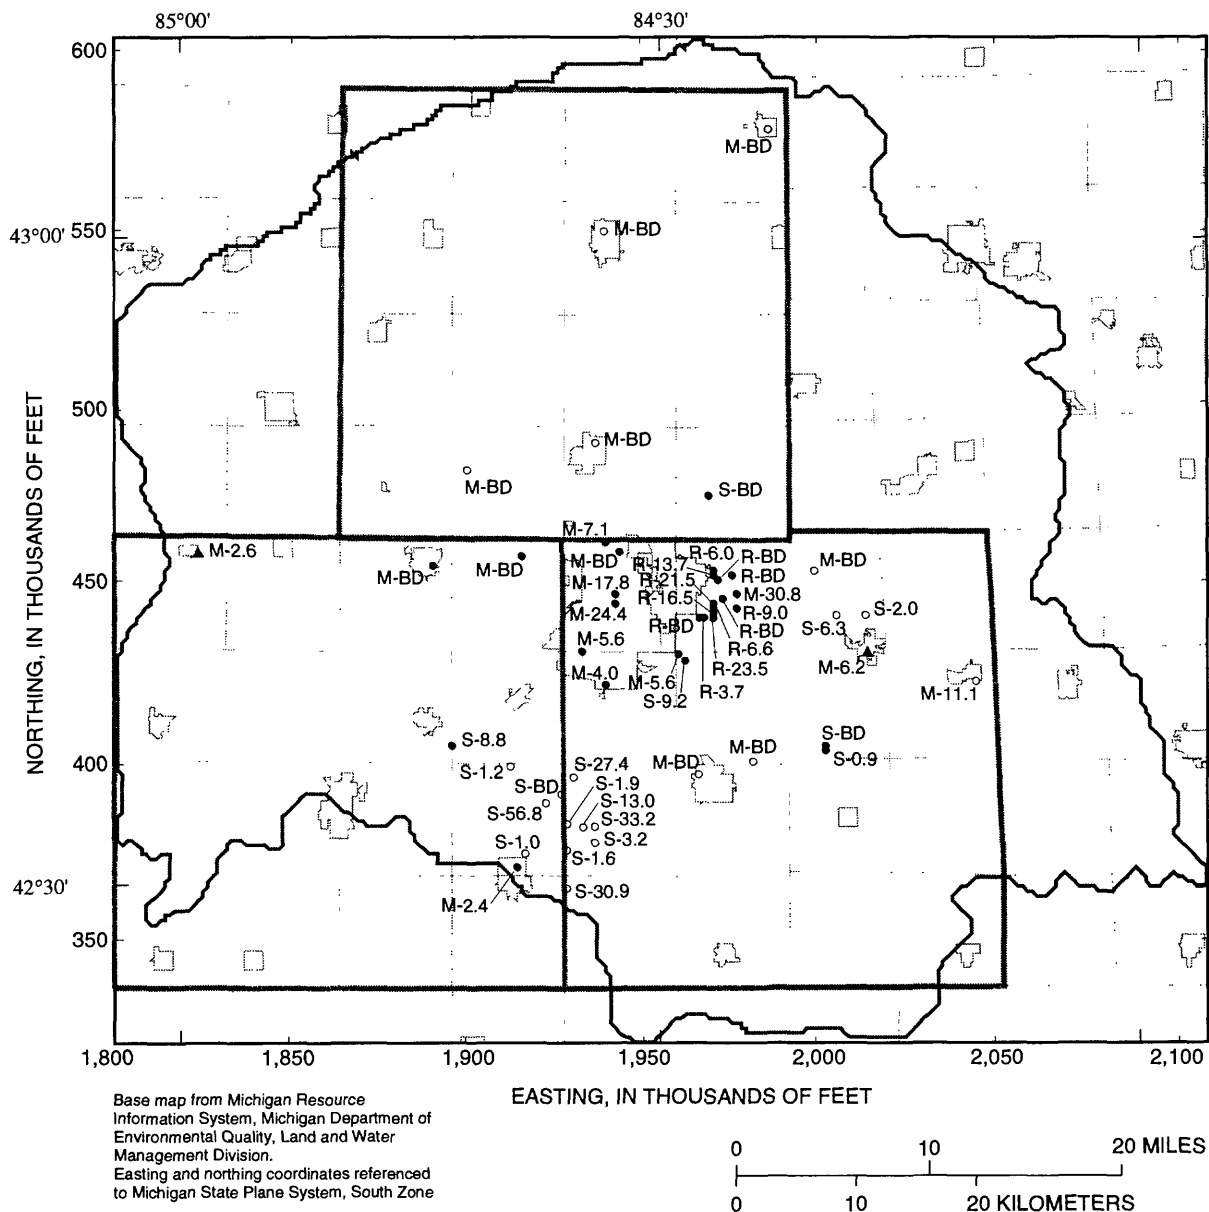 85°00'
84°30'
600
M-BD
43°00'
550
M-BD
500
M-BD
M-BD
S-BD
M-7.1
M-2.6
M-BD
M-BD
M-BD
R-6.0
R-BD
M-BD
R-13.7
R-BD
450
M-17.8
R-21.5
M-30.8
R-16.5
R-9.0
M-24.4
S-2.0
R-BD
R-BD
S-6.3
M-5.6
R-6.6
M-6.2
R-23.5
M-4.0
M-5.6
R-3.7
M-11.1
S-9.2
S-8.8
S-BD
M-BD
S-0.9
400
S-1.2
S-27.4
M-BD
S-BD
S-1.9
S-13.0
S-56.8
S-33.2
S-1.0
S-3.2
S-1.6
42°30'
S-30.9
M-2.4
350
NORTHING, IN THOUSANDS OF FEET
1,800
1,850
1,900
1,950
2,000
2,050
2,100
EASTING, IN THOUSANDS OF FEET
Base map from Michigan Resource
Information System, Michigan Department of
Environmental Quality, Land and Water
Management Division.
Easting and northing coordinates referenced
to Michigan State Plane System, South Zone
0
10
20 MILES
0
10
20 KILOMETERS